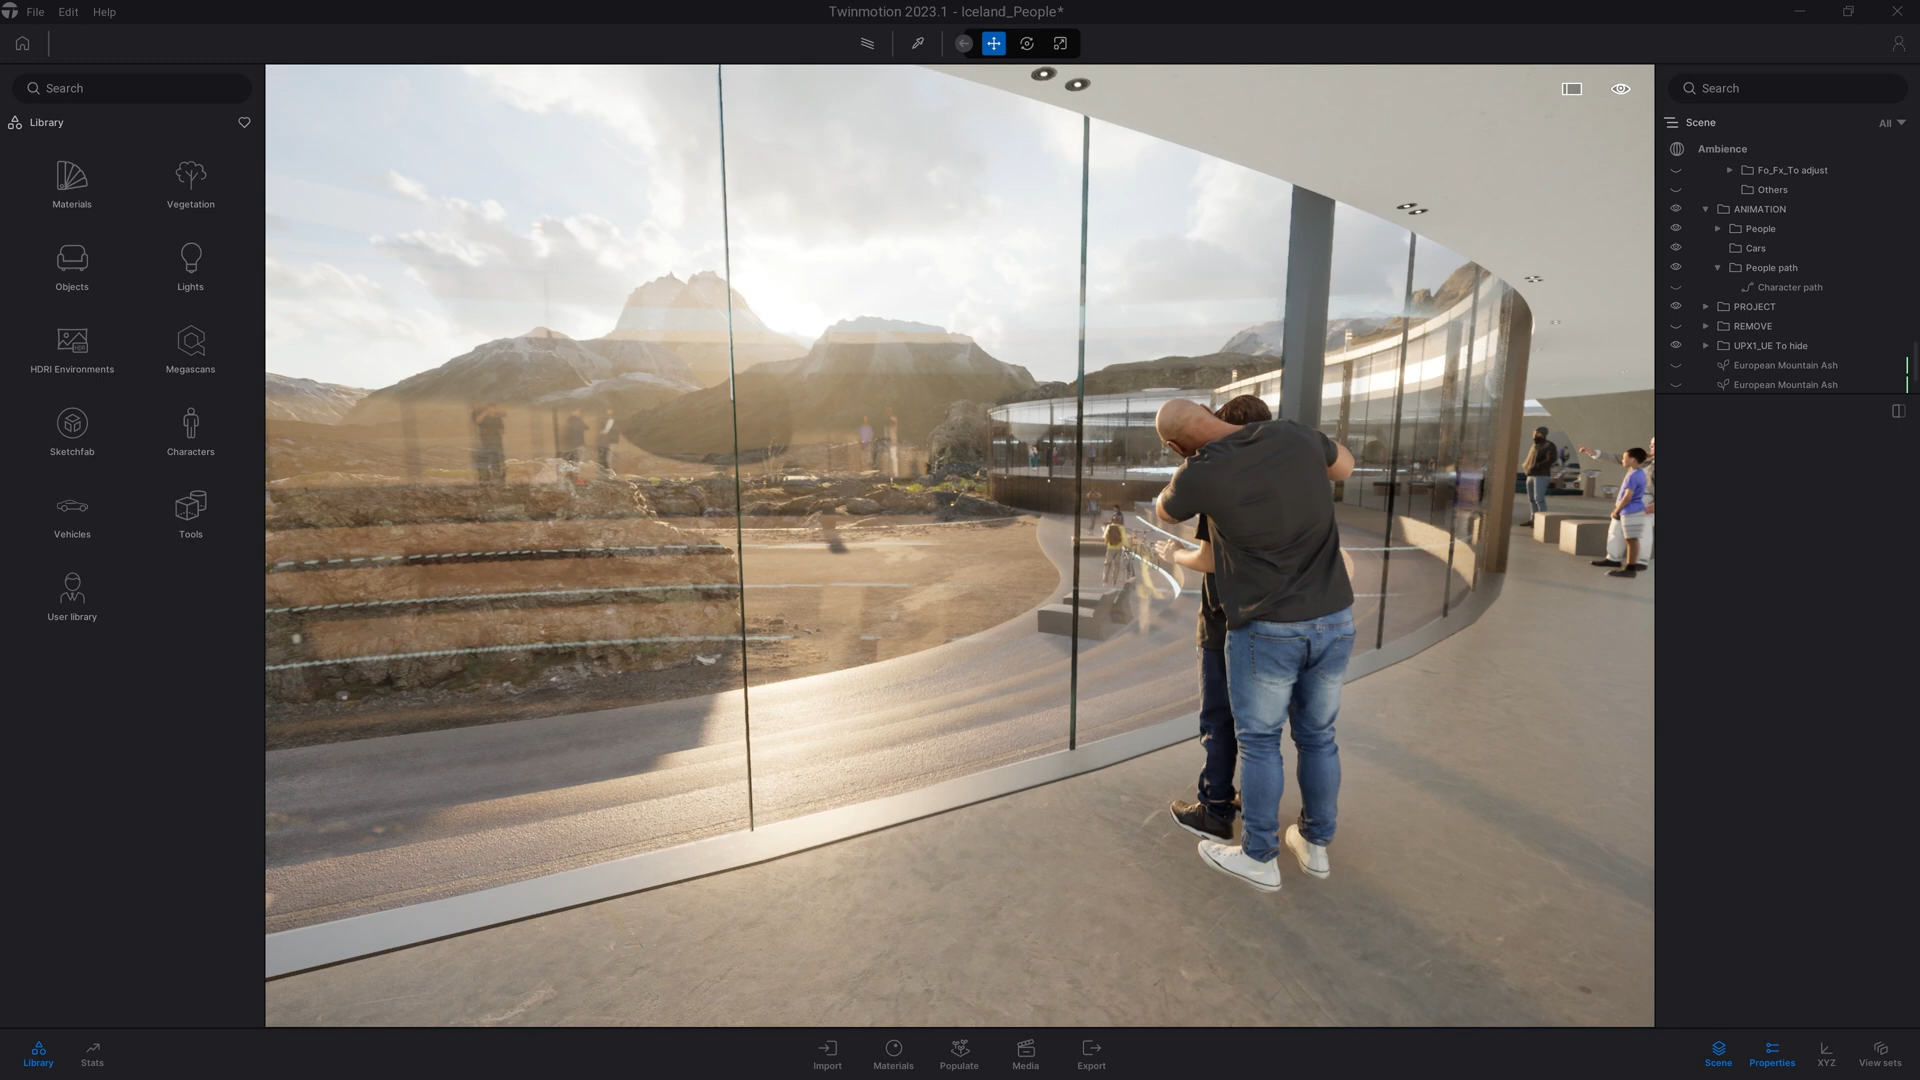 File Edit Help
Twinmotion 2023.1 - Iceland_People*
Search
Library
Materials
Vegetation
Objects
Lights
HDRI Environments
Megascans
Sketchfab
Characters
Vehicles
Tools
User library
Search
Scene
All
Ambience
Fo_Fx_To adjust
Others
ANIMATION
People
Cars
People path
Character path
PROJECT
REMOVE
UPX1_UE To hide
European Mountain Ash
European Mountain Ash
Library
Stats
Import
Materials
Populate
Media
Export
Scene
Properties
XYZ
View sets